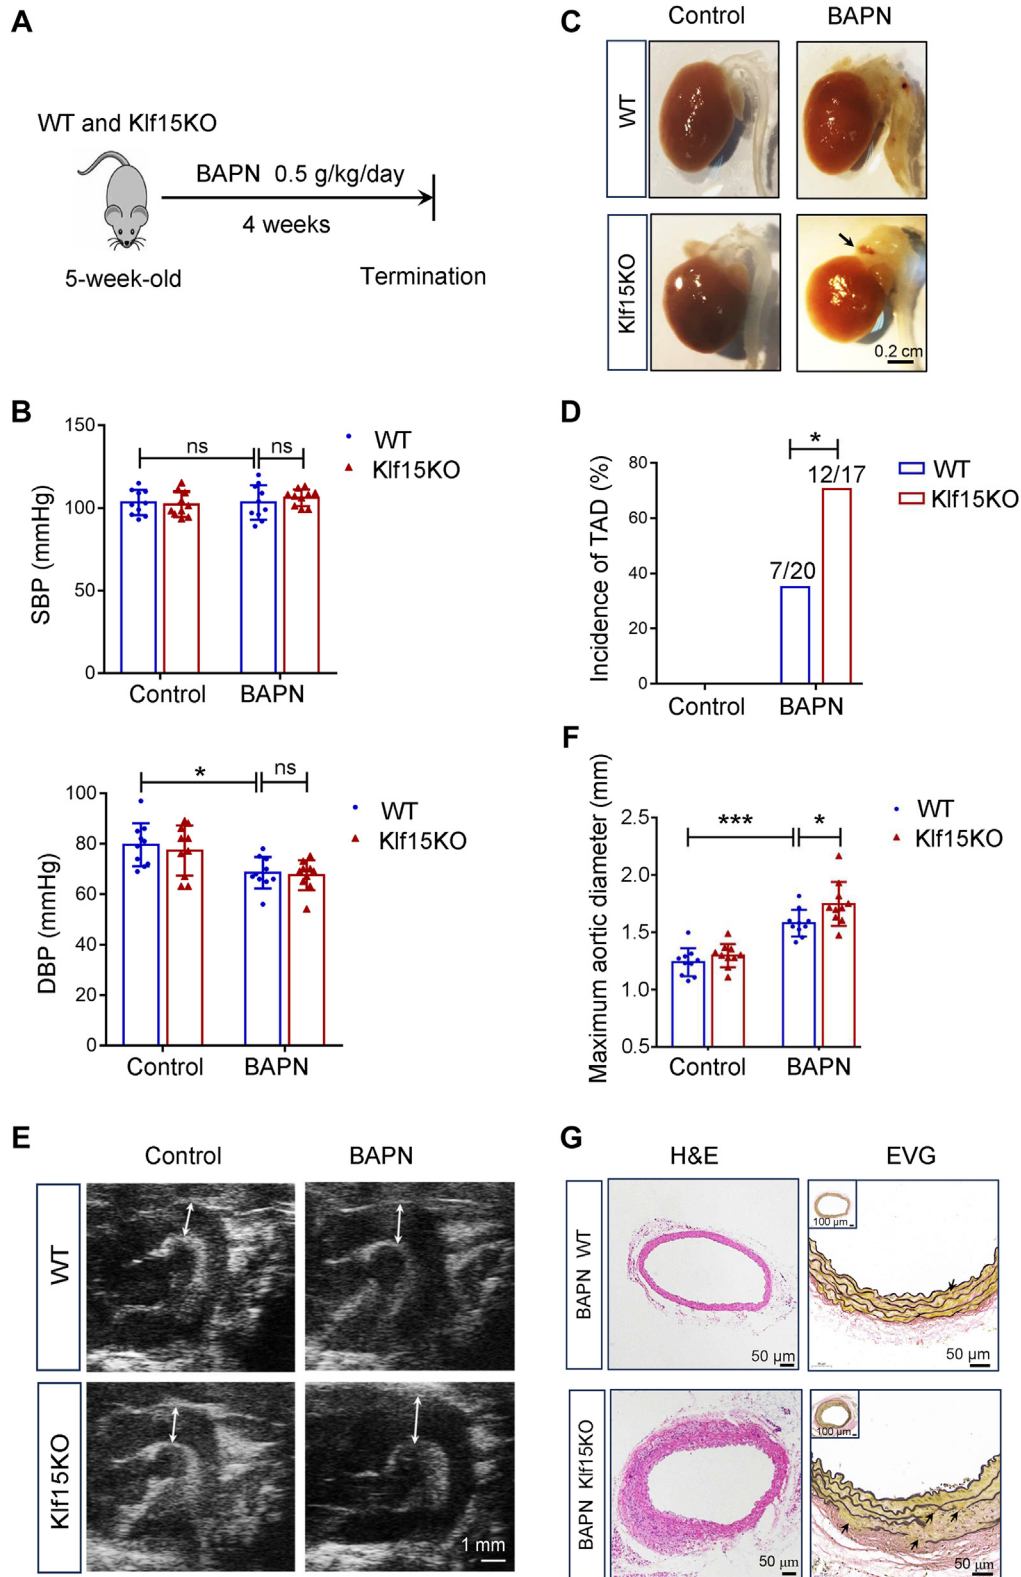 A
WT and Klf15KO
BAPN 0.5 g/kg/day
4 weeks
5-week-old
Termination
C
Control
BAPN
WT
Klf15KO
0.2 cm
B
150
100
50
0
SBP (mmHg)
ns
ns
WT
Klf15KO
Control
BAPN
100
80
60
40
20
0
DBP (mmHg)
*
ns
WT
Klf15KO
Control
BAPN
D
80
60
40
20
0
Incidence of TAD (%)
*
7/20
12/17
WT
Klf15KO
Control
BAPN
F
2.5
2.0
1.5
1.0
0.5
Maximum aortic diameter (mm)
***
*
WT
Klf15KO
Control
BAPN
E
Control
BAPN
WT
Klf15KO
1 mm
G
H&E
EVG
BAPN WT
50 µm
100 µm
50 µm
BAPN Klf15KO
50 µm
100 µm
50 µm